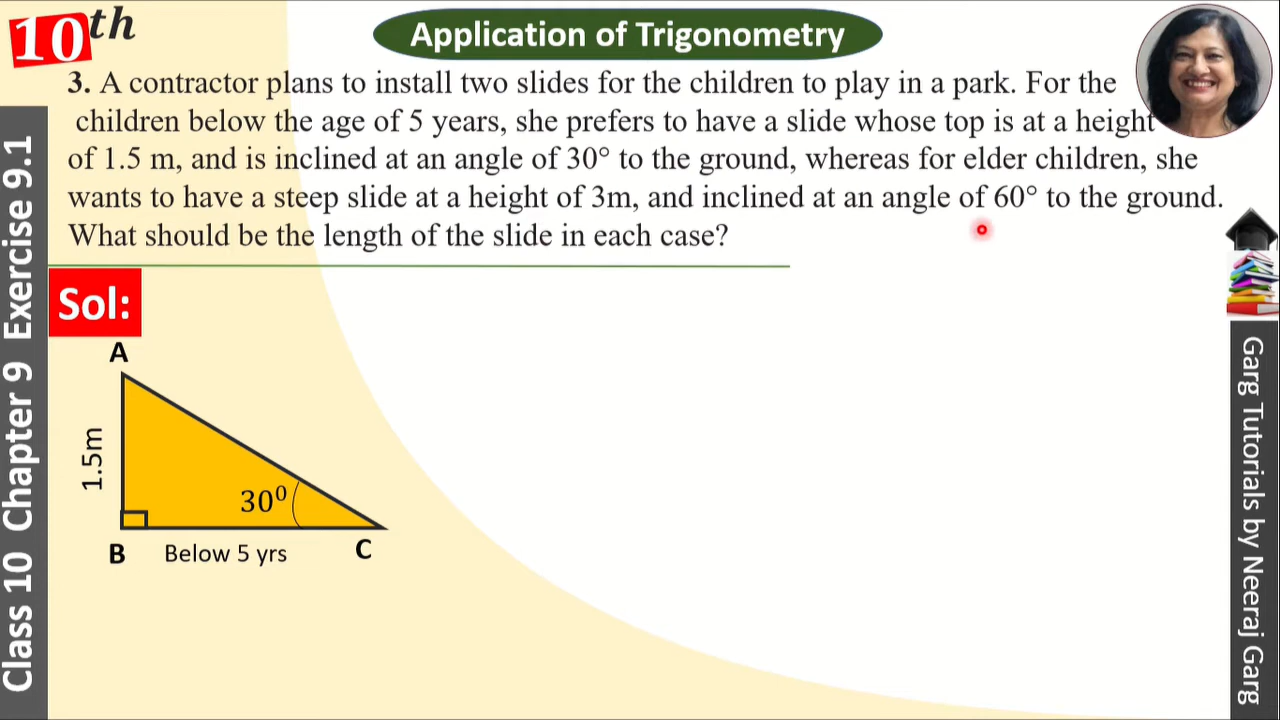 10th
Application of Trigonometry
3. A contractor plans to install two slides for the children to play in a park. For the
children below the age of 5 years, she prefers to have a slide whose top is at a height
of 1.5 m, and is inclined at an angle of 30° to the ground, whereas for elder children, she
wants to have a steep slide at a height of 3m, and inclined at an angle of 60° to the ground.
What should be the length of the slide in each case?
Sol:
A
1.5m
30⁰
B
Below 5 yrs
C
Class 10 Chapter 9 Exercise 9.1
Garg Tutorials by Neeraj Garg